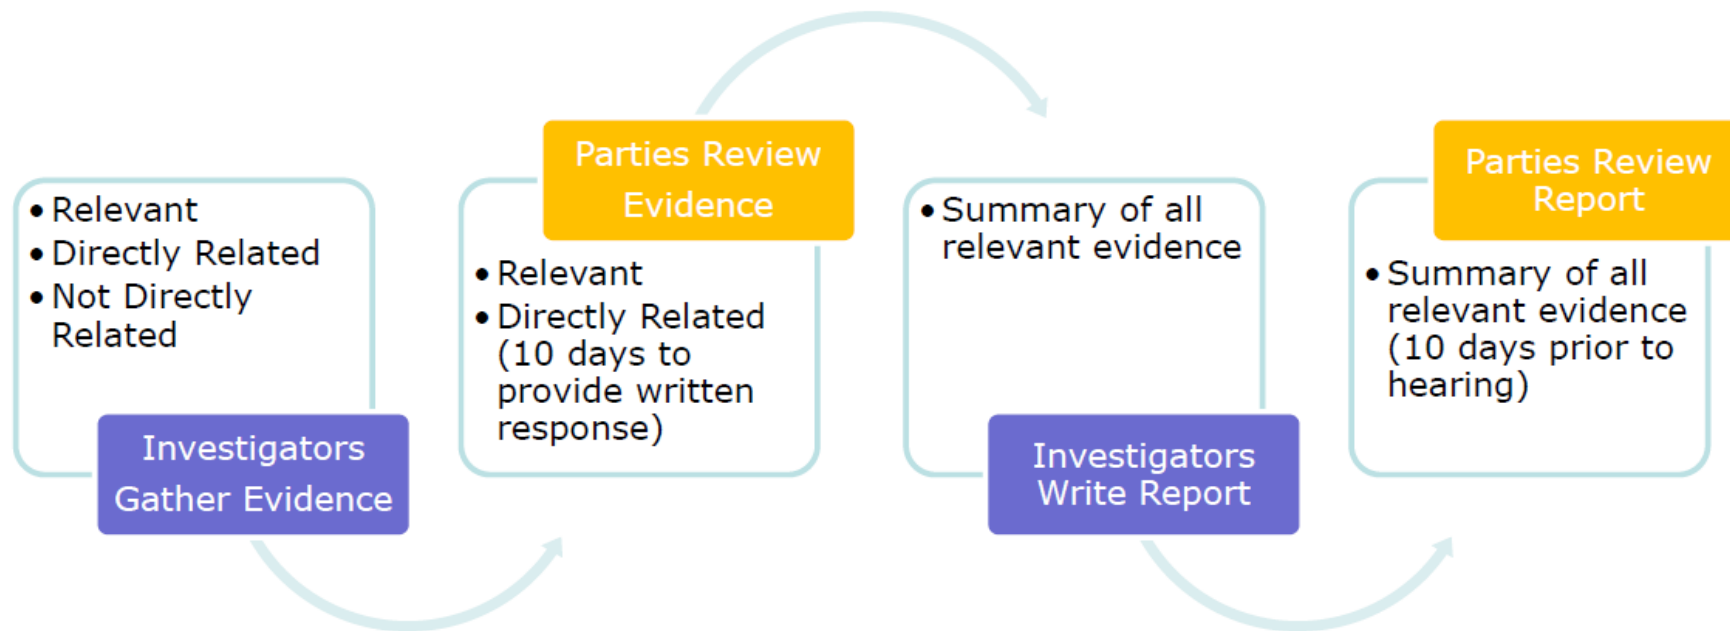 • Relevant
• Directly Related
• Not Directly
Related
Investigators
Gather Evidence
Parties Review
Evidence
• Relevant
• Directly Related
(10 days to
provide written
response)
• Summary of all
relevant evidence
Investigators
Write Report
Parties Review
Report
• Summary of all
relevant evidence
(10 days prior to
hearing)